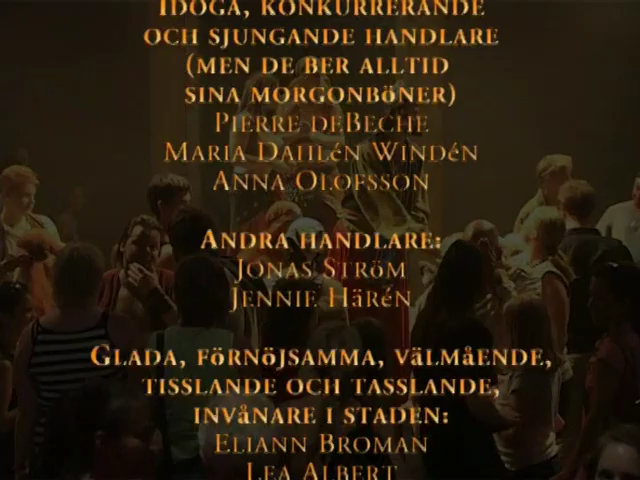 IDOGA, KONKURRERANDE
OCH SJUNGANDE HANDLARE
(MEN DE BER ALLTID
SINA MORGONBÖNER)
PIERRE DEBECHE
MARIA DAHLéN WINDéN
ANNA OLOFSSON
ANDRA HANDLARE:
JONAS STRÖM
JENNIE HäRéN
GLADA, FÖRNÖJSAMMA, VÄLMÅENDE,
TISSLANDE OCH TASSLANDE,
INVåNARE I STADEN:
ELIANN BROMAN
LEA ALBERT